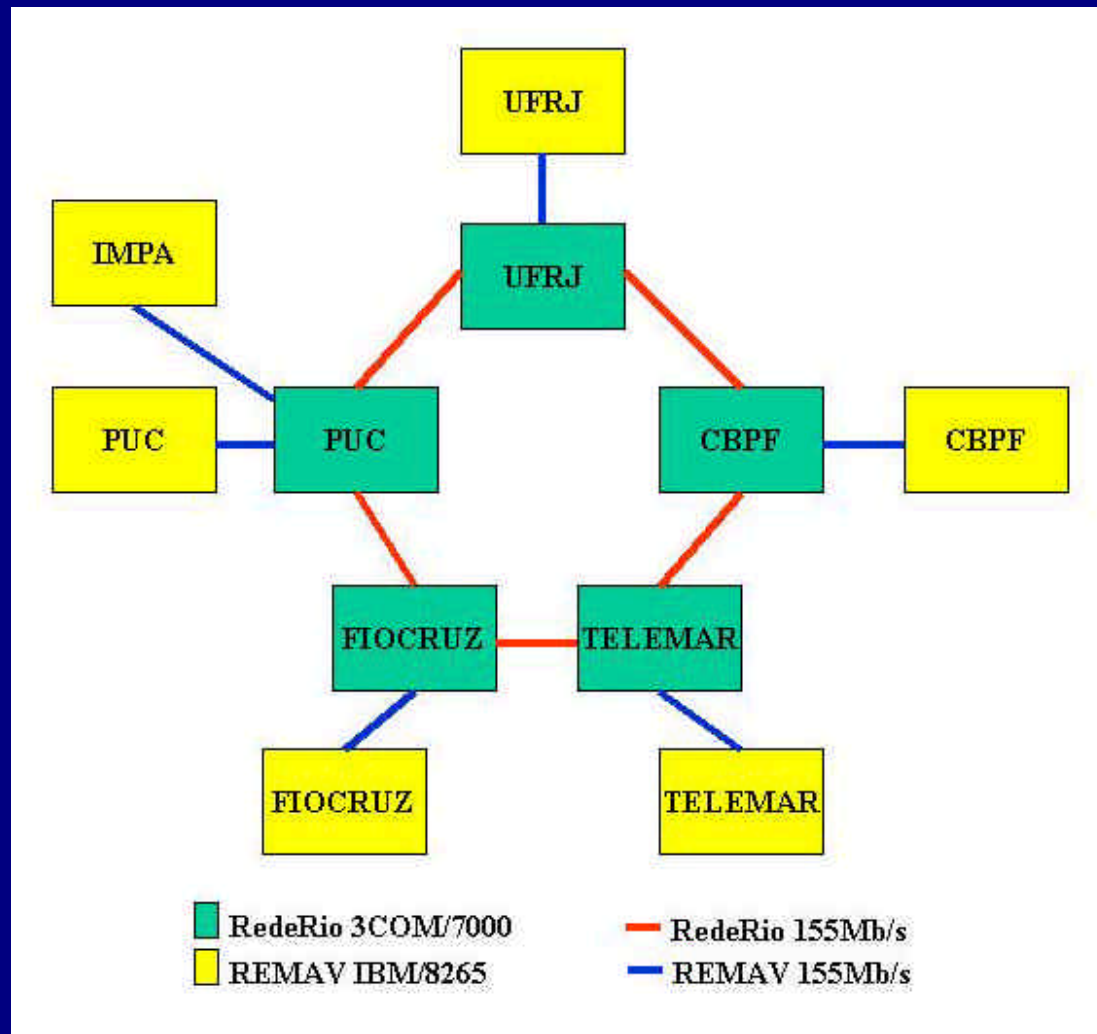 UFRJ
IMPA
UFRJ
PUC
PUC
CBPF
CBPF
FIOCRUZ
TELEMAR
FIOCRUZ
TELEMAR
RedeRio 3COM/7000
RedeRio 155Mb/s
REMAV IBM/8265
REMAV 155Mb/s